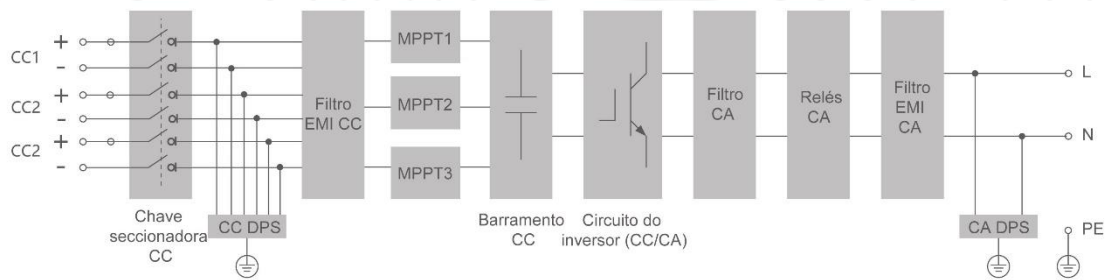 CC1
+
-
CC2
+
-
CC2
+
-
Chave
seccionadora
CC
CC DPS
Filtro
EMI CC
MPPT1
MPPT2
MPPT3
Barramento
CC
Circuito do
inversor (CC/CA)
Filtro
CA
Relés
CA
Filtro
EMI
CA
CA DPS
L
N
PE